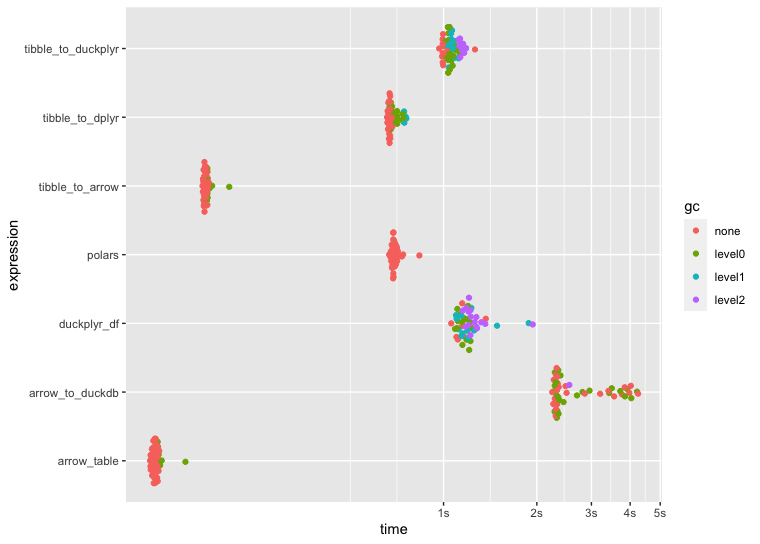 tibble_to_duckplyr
tibble_to_dplyr
tibble_to_arrow
polars
duckplyr_df
arrow_to_duckdb
arrow_table
expression
1s 2s 3s 4s 5s
time
gc
none
level0
level1
level2